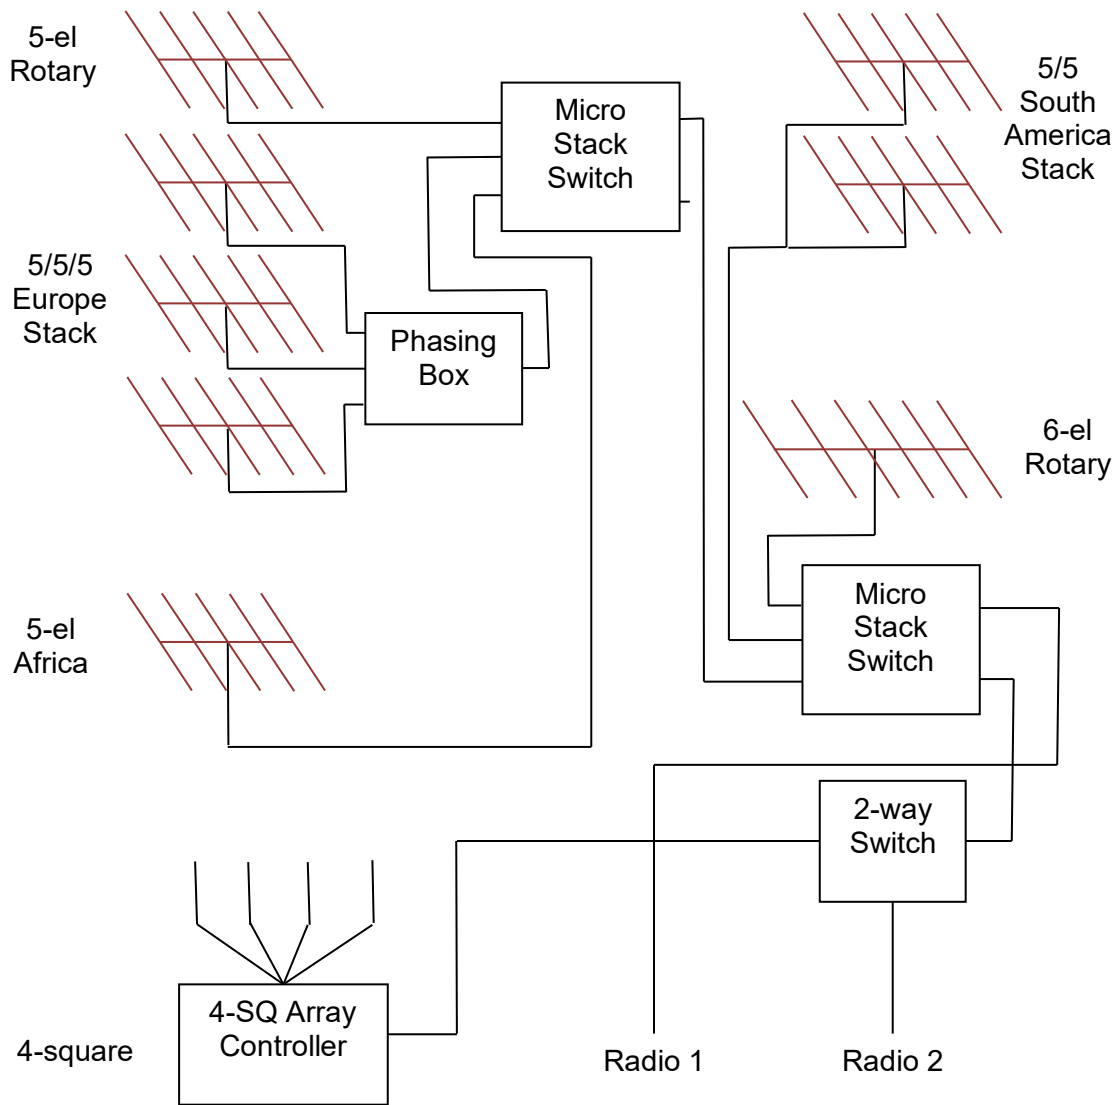 5-el
Rotary
Micro
Stack
Switch
5/5
South
America
Stack
5/5/5
Europe
Stack
Phasing
Box
6-el
Rotary
5-el
Africa
Micro
Stack
Switch
2-way
Switch
4-SQ Array
Controller
4-square
Radio 1
Radio 2